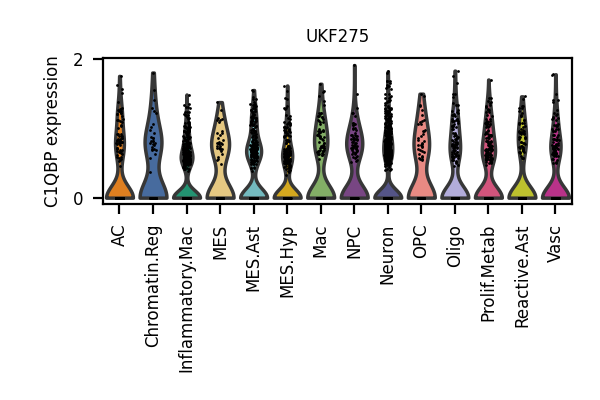 UKF275
C1QBP expression
2
0
AC
Chromatin.Reg
Inflammatory.Mac
MES
MES.Ast
MES.Hyp
Mac
NPC
Neuron
OPC
Oligo
Prolif.Metab
Reactive.Ast
Vasc